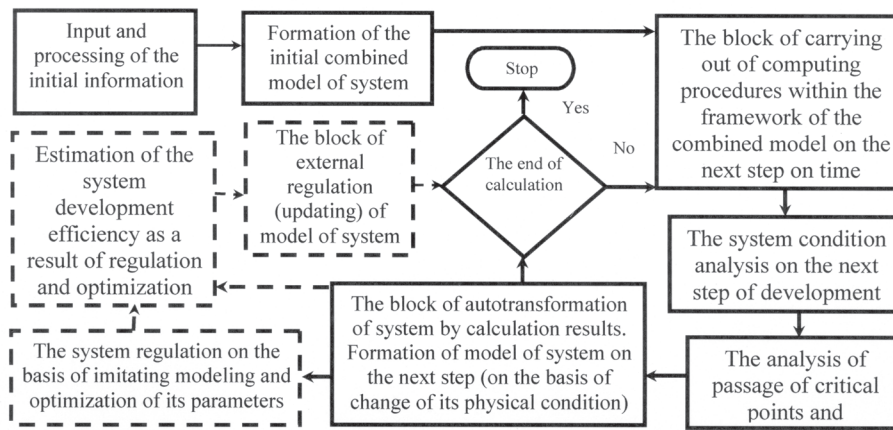 Input and
processing of the
initial information
Formation of the
initial combined
model of system
Stop
Yes
The end of
calculation
No
The block of carrying
out of computing
procedures within the
framework of the
combined model on the
next step on time
Estimation of the
system
development
efficiency as a
result of regulation
and optimization
The block of
external
regulation
(updating) of
model of system
The system condition
analysis on the next
step of development
The system regulation on the
basis of imitating modeling and
optimization of its parameters
The block of autotransformation
of system by calculation results.
Formation of model of system on
the next step (on the basis of
change of its physical condition)
The analysis of
passage of critical
points and